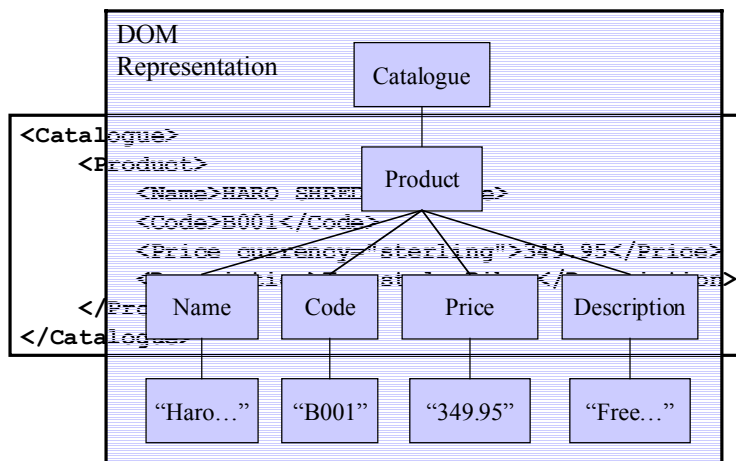 DOM
Representation
Catalogue
<Catalogue>
<Product>
Product
<Name>HARO SHRED
<Code>B001</Code>
<Price currency="sterling">349.95</Price>
Name Code Price Description
</Catalogue>
“Haro…” “B001” “349.95” “Free…”